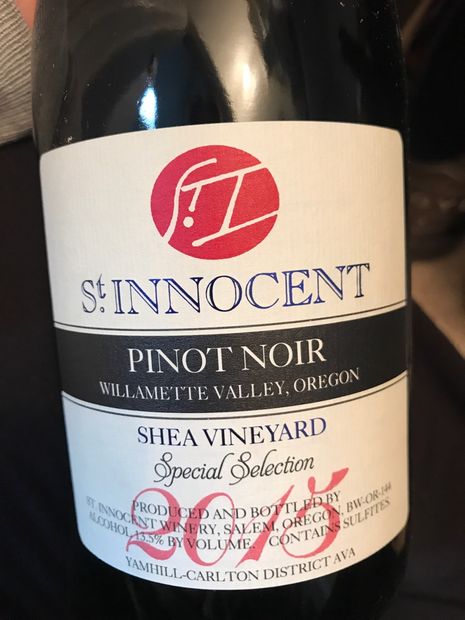 St. I
St. INNOCENT
PINOT NOIR
WILLAMETTE VALLEY, OREGON
SHEA VINEYARD
Special Selection
2015
PRODUCED AND BOTTLED BY
ST. INNOCENT WINERY, SALEM, OREGON, BW-OR-144
ALCOHOL 13.5% BY VOLUME. CONTAINS SULFITES.
YAMHILL-CARLTON DISTRICT AVA